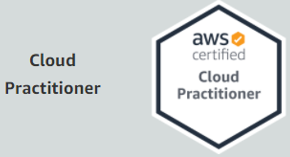 Cloud
Practitioner
aws
certified
Cloud
Practitioner